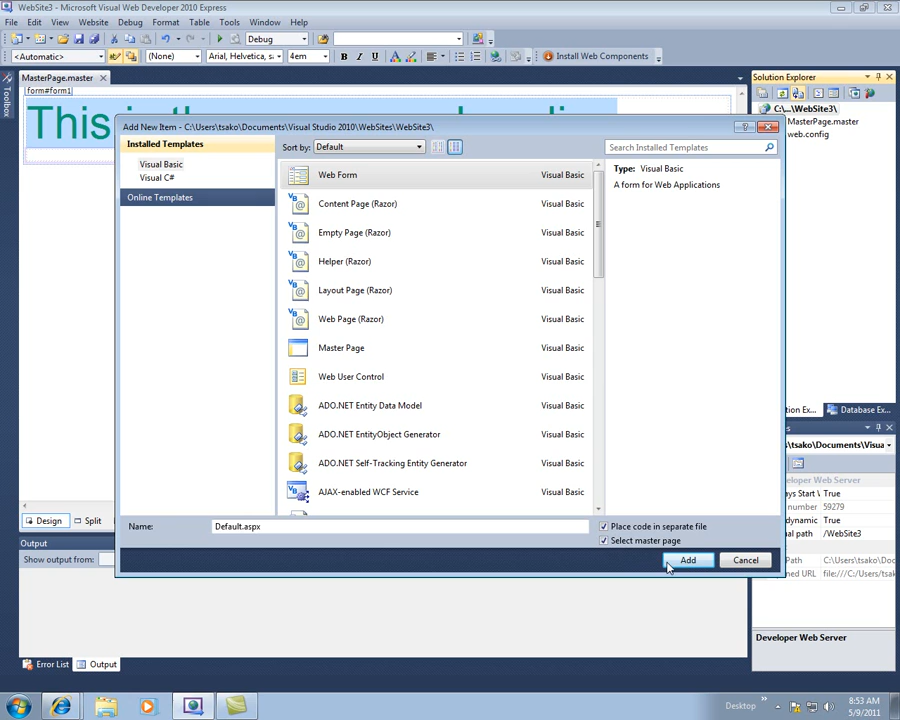 WebSite3 - Microsoft Visual Web Developer 2010 Express
File Edit View Website Debug Format Table Tools Window Help
Debug
<Automatic> (None) Arial, Helvetica, s 4em B I U A Install Web Components
MasterPage.master
form#form1
Toolbox
Solution Explorer
C:\...\WebSite3\
MasterPage.master
web.config
Add New Item - C:\Users\tsako\Documents\Visual Studio 2010\WebSites\WebSite3\
Installed Templates
Visual Basic
Visual C#
Online Templates
Sort by: Default
Search Installed Templates
Web Form Visual Basic
Content Page (Razor) Visual Basic
Empty Page (Razor) Visual Basic
Helper (Razor) Visual Basic
Layout Page (Razor) Visual Basic
Web Page (Razor) Visual Basic
Master Page Visual Basic
Web User Control Visual Basic
ADO.NET Entity Data Model Visual Basic
ADO.NET EntityObject Generator Visual Basic
ADO.NET Self-Tracking Entity Generator Visual Basic
AJAX-enabled WCF Service Visual Basic
Type: Visual Basic
A form for Web Applications
Name: Default.aspx
Place code in separate file
Select master page
Add Cancel
Database Ex...
True
59279
True
/WebSite3
C:\Users\tsako\Docum
file:///C:/Users/tsak
Developer Web Server
Design Split
Output
Show output from:
Error List Output
Desktop
8:53 AM
5/9/2011